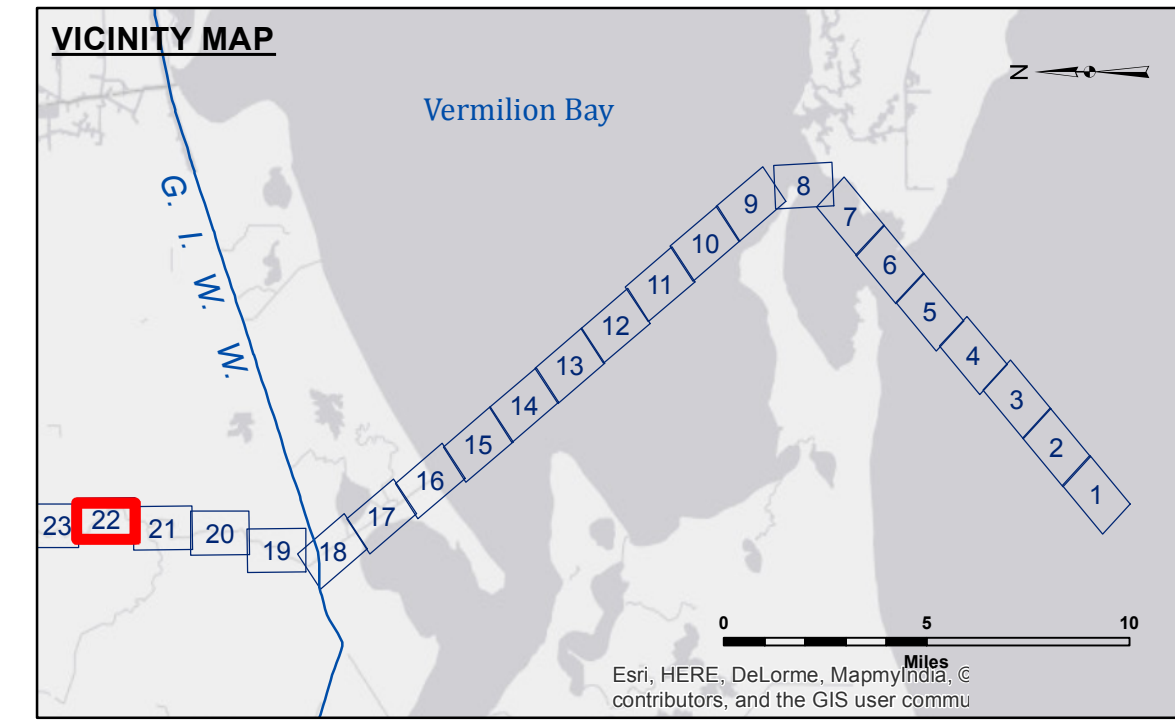 VICINITY MAP
N
Vermilion Bay
G. I. W. W.
8
9
7
10
6
11
5
12
4
13
3
14
2
15
1
16
17
23
22
21
20
19
18
0 5 10
Miles
Esri, HERE, DeLorme, MapmyIndia, ©
contributors, and the GIS user commu